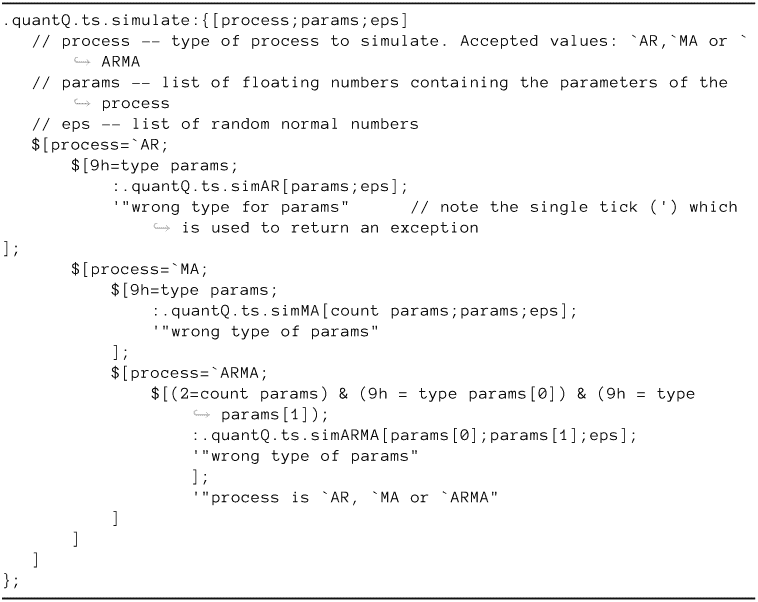 .quantQ.ts.simulate:{[process;params;eps]
   // process -- type of process to simulate. Accepted values: `AR,`MA or `
       ↪ ARMA
   // params -- list of floating numbers containing the parameters of the
       ↪ process
   // eps -- list of random normal numbers
   $[process=`AR;
       $[9h=type params;
           :.quantQ.ts.simAR[params;eps];
           '"wrong type for params"      // note the single tick (') which
               ↪ is used to return an exception
];
       $[process=`MA;
           $[9h=type params;
               :.quantQ.ts.simMA[count params;params;eps];
               '"wrong type of params"
           ];
           $[process=`ARMA;
               $[(2=count params) & (9h = type params[0]) & (9h = type
                   ↪ params[1]);
                   :.quantQ.ts.simARMA[params[0];params[1];eps];
                   '"wrong type of params"
                   ];
                   '"process is `AR, `MA or `ARMA"
           ]
       ]
   ]
};